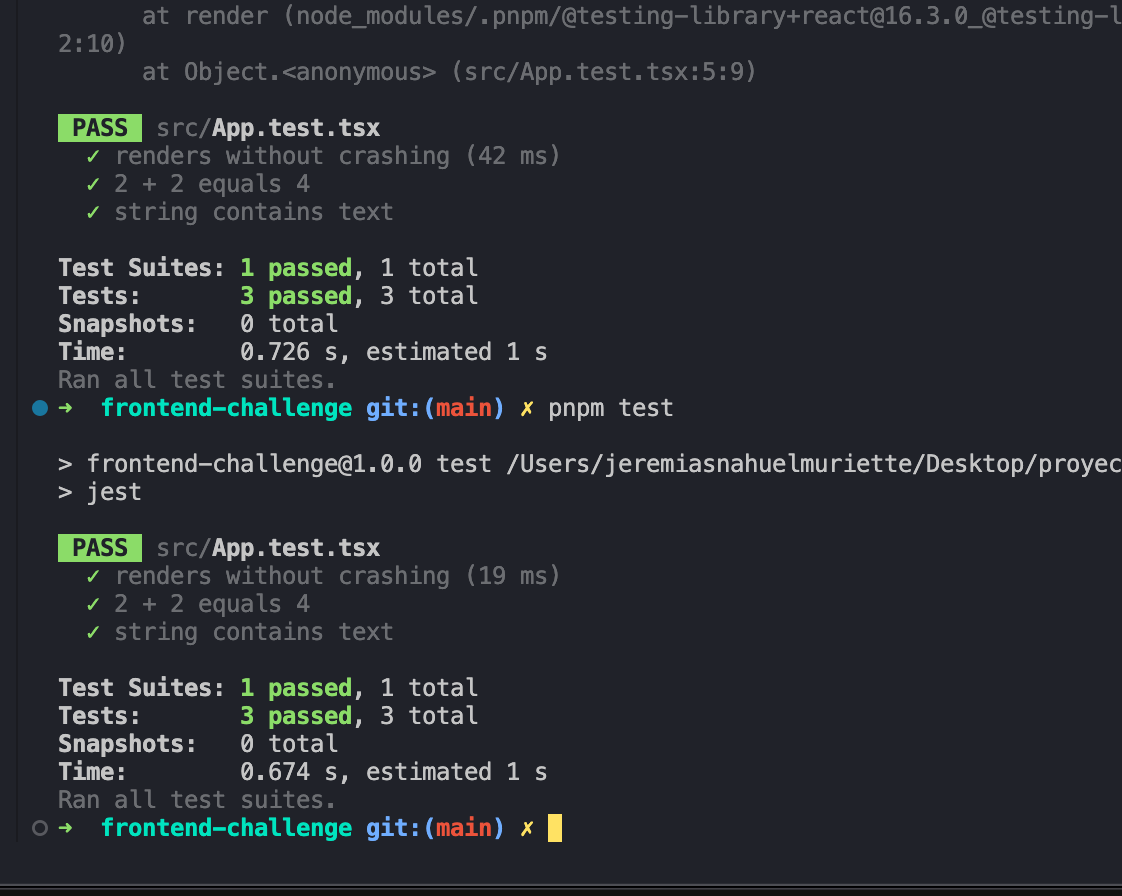 at render (node_modules/.pnpm/@testing-library+react@16.3.0_@testing-l
2:10)
at Object.<anonymous> (src/App.test.tsx:5:9)
PASS src/App.test.tsx
✓ renders without crashing (42 ms)
✓ 2 + 2 equals 4
✓ string contains text
Test Suites: 1 passed, 1 total
Tests: 3 passed, 3 total
Snapshots: 0 total
Time: 0.726 s, estimated 1 s
Ran all test suites.
➜ frontend-challenge git:(main) ✗ pnpm test
> frontend-challenge@1.0.0 test /Users/jeremiasnahuelmuriette/Desktop/proyec
> jest
PASS src/App.test.tsx
✓ renders without crashing (19 ms)
✓ 2 + 2 equals 4
✓ string contains text
Test Suites: 1 passed, 1 total
Tests: 3 passed, 3 total
Snapshots: 0 total
Time: 0.674 s, estimated 1 s
Ran all test suites.
➜ frontend-challenge git:(main) ✗